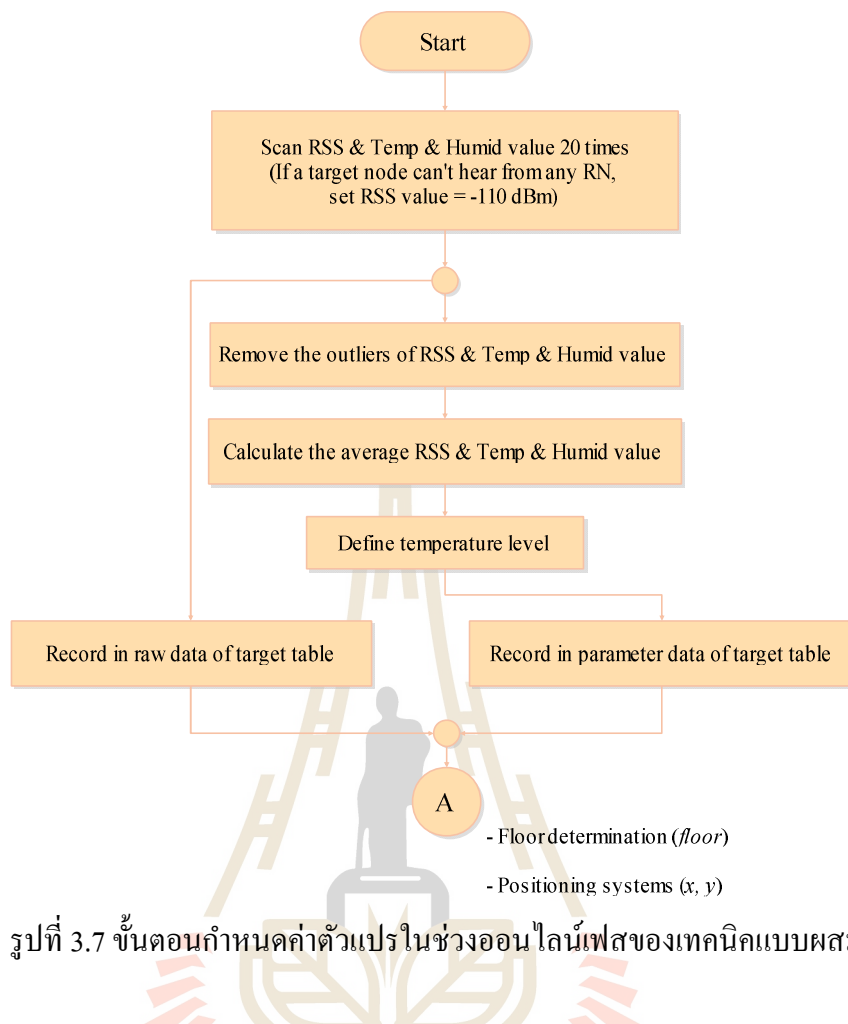 Start
Scan RSS & Temp & Humid value 20 times
(If a target node can't hear from any RN,
set RSS value = -110 dBm)
Remove the outliers of RSS & Temp & Humid value
Calculate the average RSS & Temp & Humid value
Define temperature level
Record in raw data of target table
Record in parameter data of target table
A
- Floor determination (floor)
- Positioning systems (x, y)
รูปที่ 3.7 ขั้นตอนกำหนดค่าตัวแปรในช่วงออนไลน์เฟสของเทคนิคแบบผสม